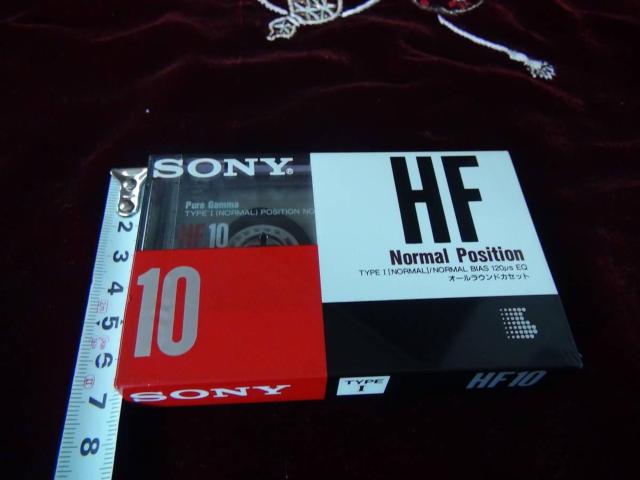 SONY®
Pure Gamma
TYPE I (NORMAL) POSITION NO
HF 10
10
HF
Normal Position
TYPE I [NORMAL]/NORMAL BIAS 120μs EQ
オールラウンドカセット
SONY
TYPE I
HF10
2
3
4
5
6
7
8